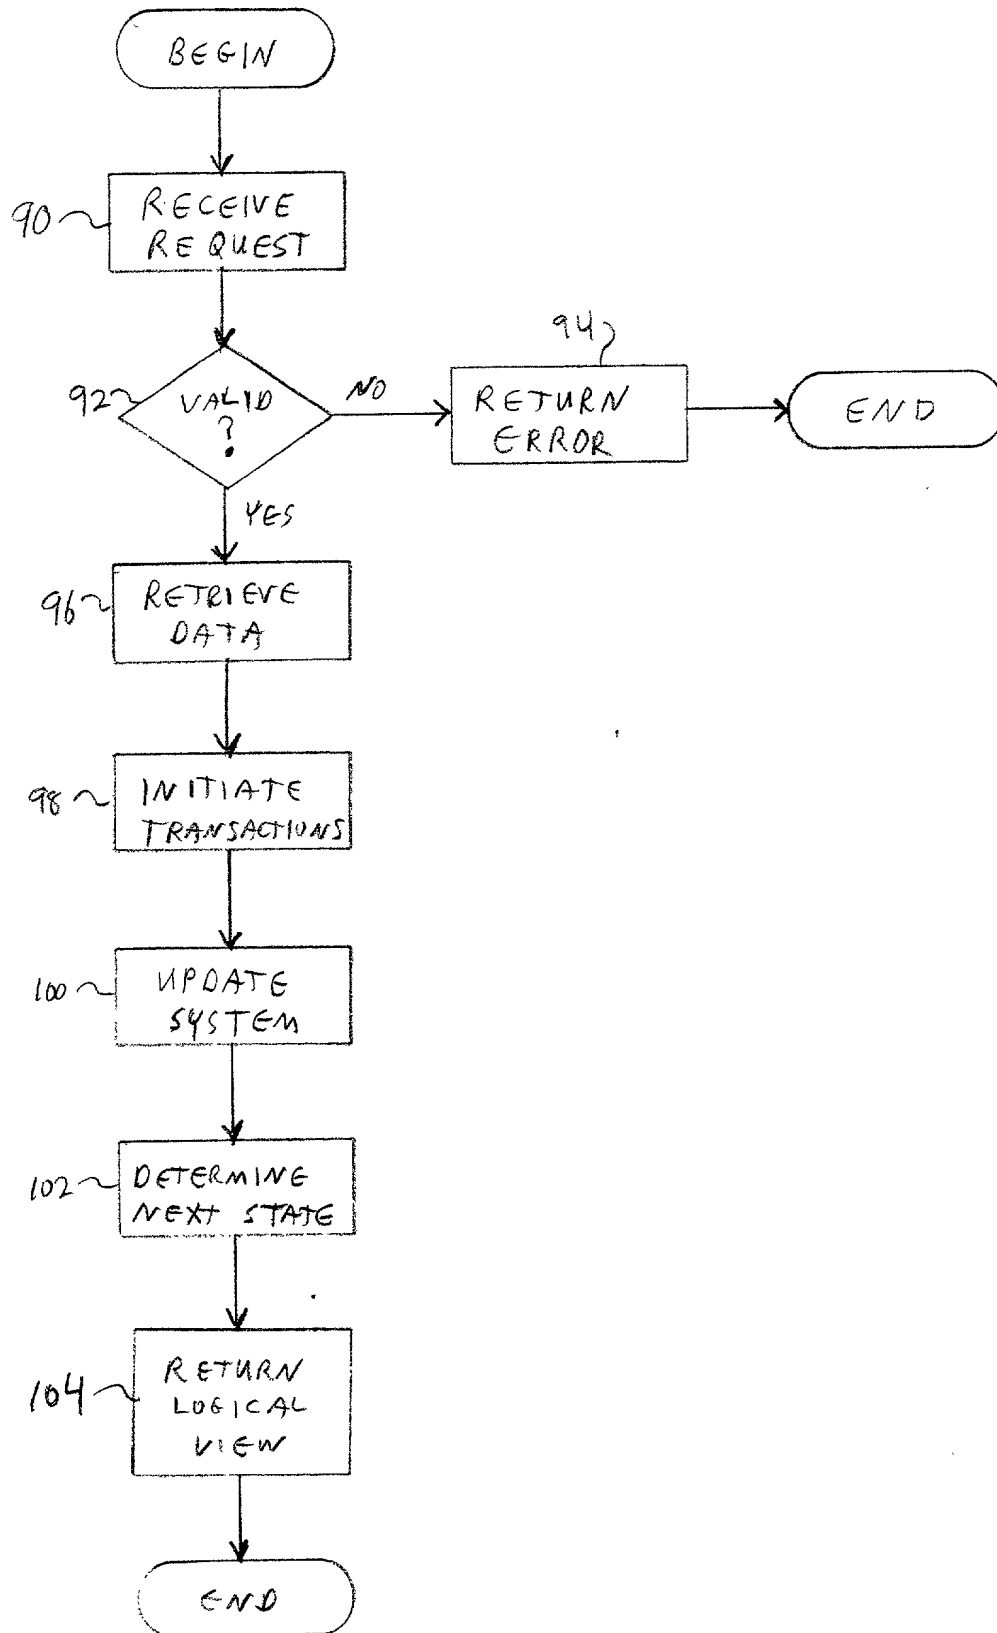 BEGIN
90
RECEIVE
REQUEST
92
VALID
?
NO
94
RETURN
ERROR
END
YES
96
RETRIEVE
DATA
98
INITIATE
TRANSACTIONS
100
UPDATE
SYSTEM
102
DETERMINE
NEXT STATE
104
RETURN
LOGICAL
VIEW
END